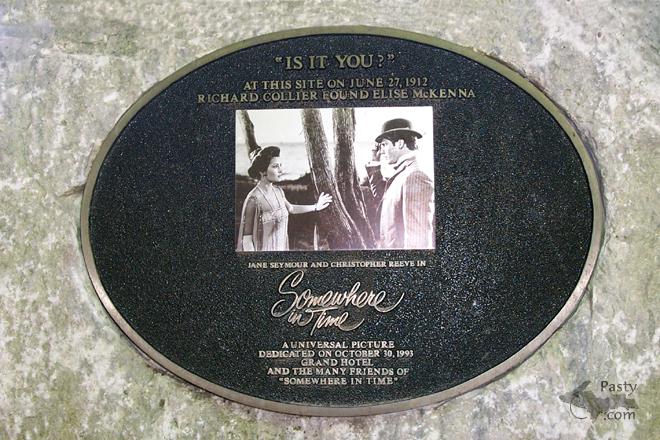 "IS IT YOU?"
AT THIS SITE ON JUNE 27, 1912
RICHARD COLLIER FOUND ELISE McKENNA
JANE SEYMOUR AND CHRISTOPHER REEVE IN
Somewhere
in Time
A UNIVERSAL PICTURE
DEDICATED ON OCTOBER 30, 1993
GRAND HOTEL
AND THE MANY FRIENDS OF
"SOMEWHERE IN TIME"
Pasty
.com